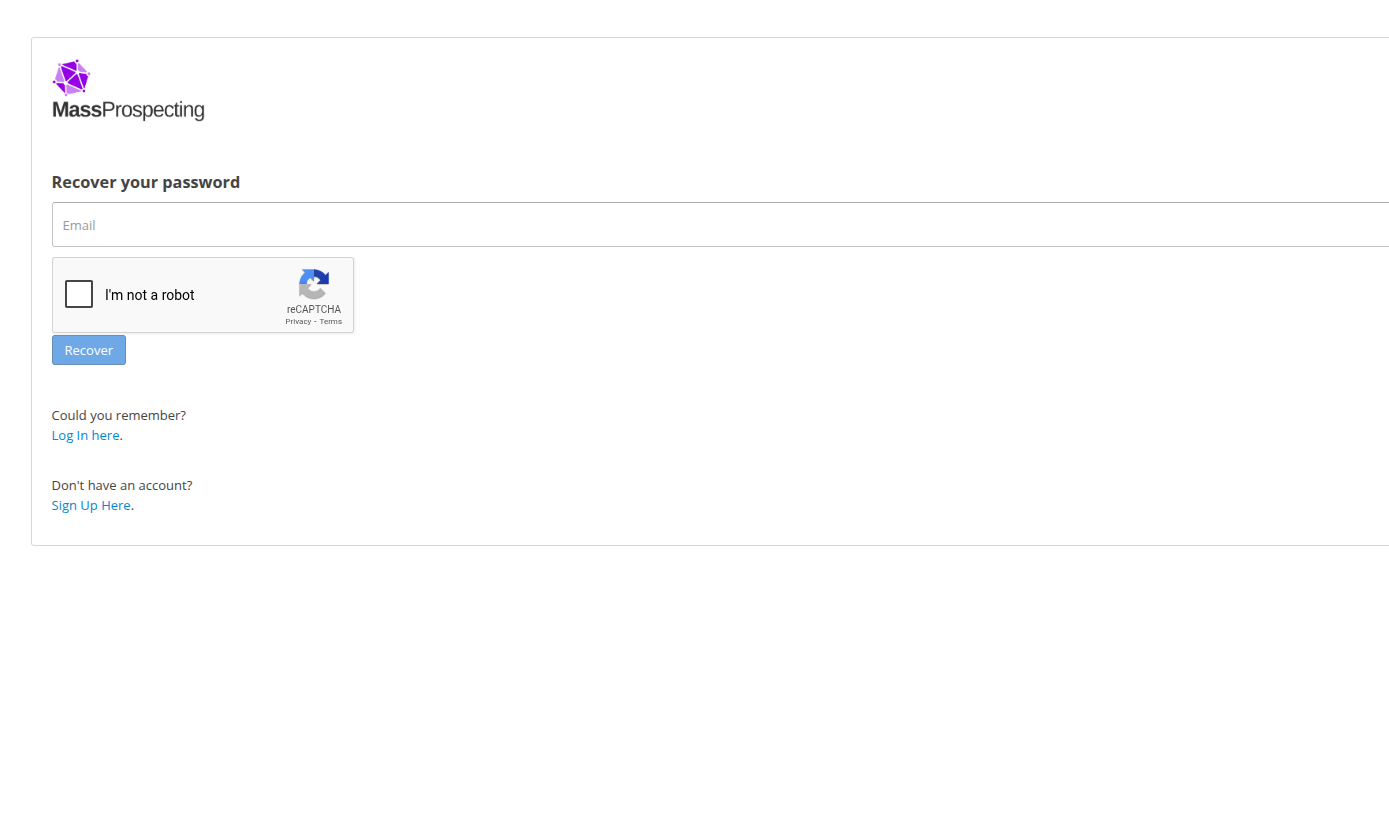 MassProspecting
Recover your password
Email
I'm not a robot
reCAPTCHA
Privacy - Terms
Recover
Could you remember?
Log In here.
Don't have an account?
Sign Up Here.